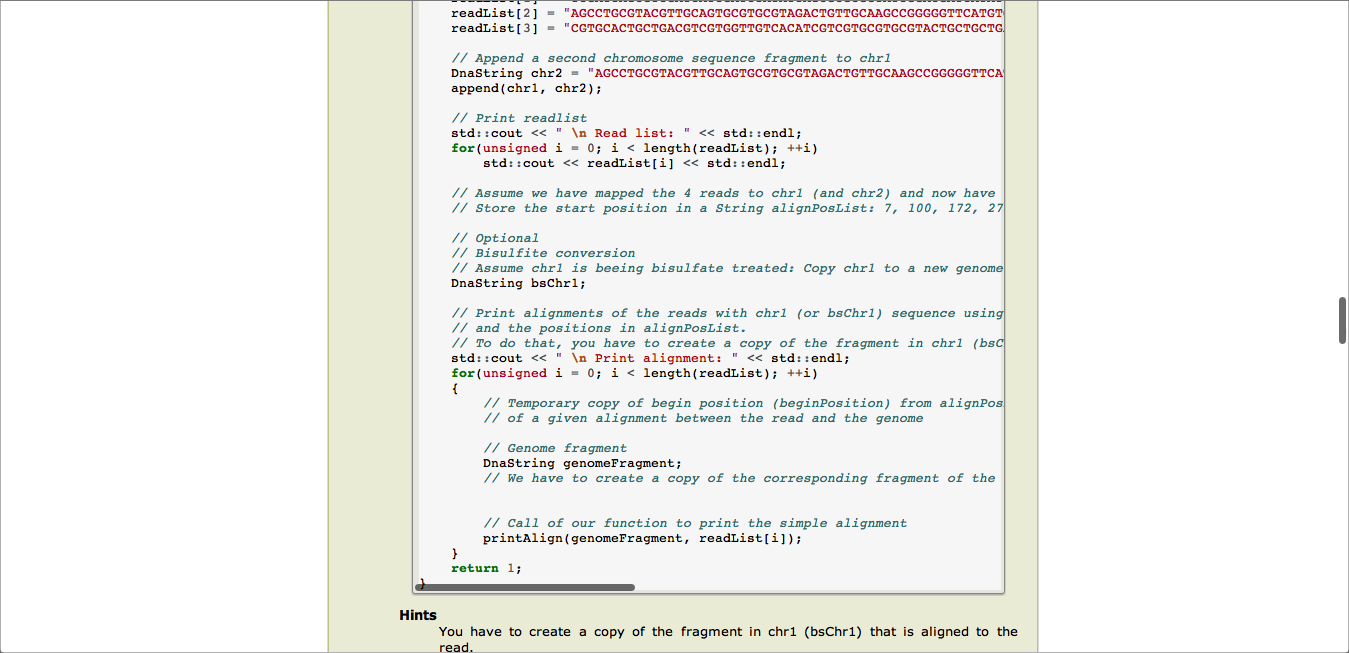 readList[2] = "AGCCTGCGTACGTTGCAGTGCGTGCGTAGACTGTTGCAAGCCGGGGGTTCATGT
readList[3] = "CGTGCACTGCTGACGTCGTGGTTGTCACATCGTCGTGCGTGCGTACTGCTGCTG
// Append a second chromosome sequence fragment to chr1
DnaString chr2 = "AGCCTGCGTACGTTGCAGTGCGTGCGTAGACTGTTGCAAGCCGGGGGTTCA
append(chr1, chr2);
// Print readlist
std::cout << " \n Read list: " << std::endl;
for(unsigned i = 0; i < length(readList); ++i)
std::cout << readList[i] << std::endl;
// Assume we have mapped the 4 reads to chr1 (and chr2) and now have
// Store the start position in a String alignPosList: 7, 100, 172, 27
// Optional
// Bisulfite conversion
// Assume chr1 is beeing bisulfate treated: Copy chr1 to a new genome
DnaString bsChr1;
// Print alignments of the reads with chr1 (or bsChr1) sequence using
// and the positions in alignPosList.
// To do that, you have to create a copy of the fragment in chr1 (bsC
std::cout << " \n Print alignment: " << std::endl;
for(unsigned i = 0; i < length(readList); ++i)
{
// Temporary copy of begin position (beginPosition) from alignPos
// of a given alignment between the read and the genome
// Genome fragment
DnaString genomeFragment;
// We have to create a copy of the corresponding fragment of the
// Call of our function to print the simple alignment
printAlign(genomeFragment, readList[i]);
}
return 1;
}
Hints
You have to create a copy of the fragment in chr1 (bsChr1) that is aligned to the
read.